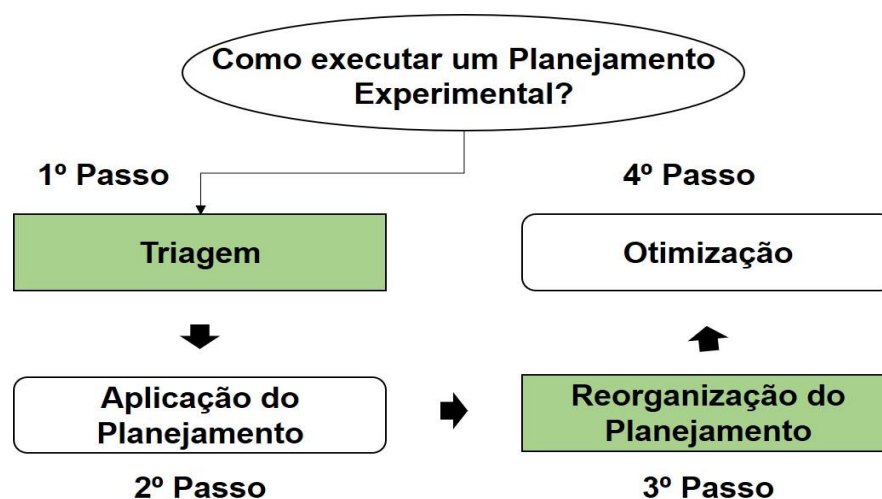 Como executar um Planejamento
Experimental?
1º Passo
4º Passo
Triagem
Otimização
Aplicação do
Planejamento
Reorganização do
Planejamento
2º Passo
3º Passo